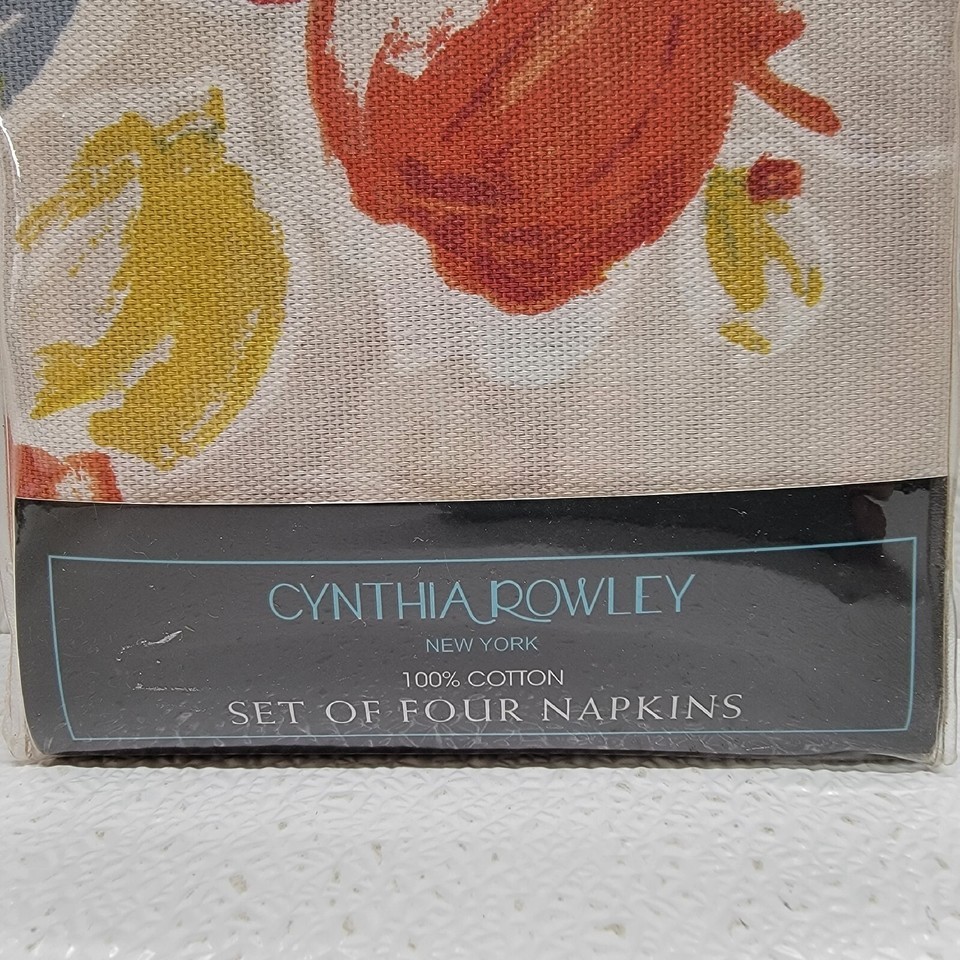 CYNTHIA ROWLEY
NEW YORK
100% COTTON
SET OF FOUR NAPKINS